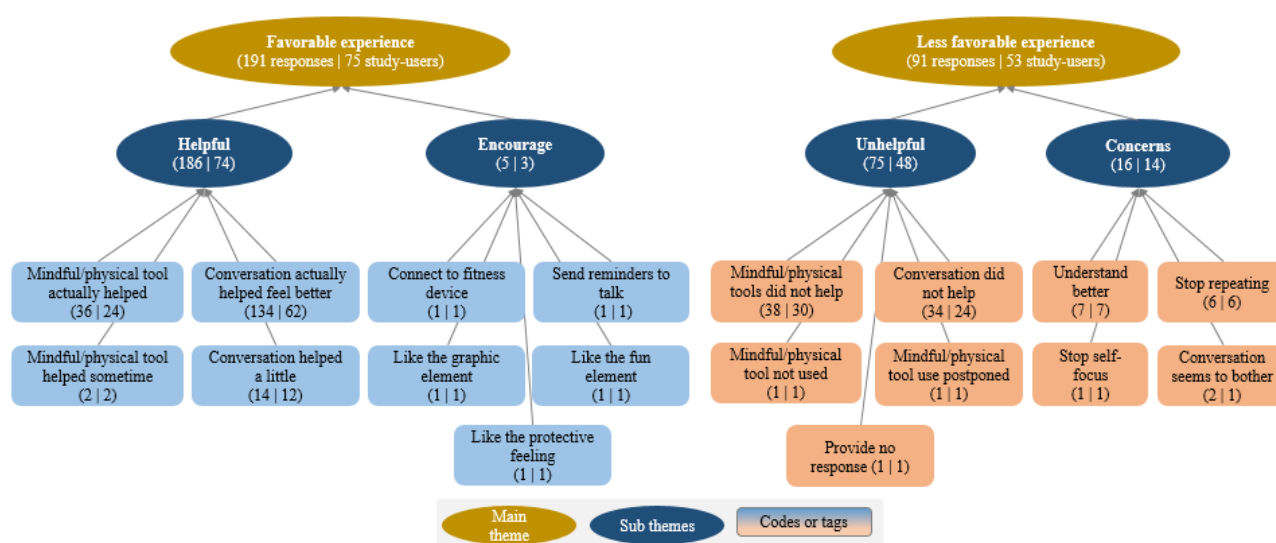 Favorable experience
(191 responses | 75 study-users)
Less favorable experience
(91 responses | 53 study-users)
Helpful
(186 | 74)
Encourage
(5 | 3)
Unhelpful
(75 | 48)
Concerns
(16 | 14)
Mindful/physical tool
actually helped
(36 | 24)
Conversation actually
helped feel better
(134 | 62)
Connect to fitness
device
(1 | 1)
Send reminders to
talk
(1 | 1)
Mindful/physical
tools did not help
(38 | 30)
Conversation did
not help
(34 | 24)
Understand
better
(7 | 7)
Stop repeating
(6 | 6)
Mindful/physical tool
helped sometime
(2 | 2)
Conversation helped
a little
(14 | 12)
Like the graphic
element
(1 | 1)
Like the fun
element
(1 | 1)
Mindful/physical
tool not used
(1 | 1)
Mindful/physical
tool use postponed
(1 | 1)
Stop self-
focus
(1 | 1)
Conversation
seems to bother
(2 | 1)
Like the protective
feeling
(1 | 1)
Provide no
response (1 | 1)
Main
theme
Sub themes
Codes or tags